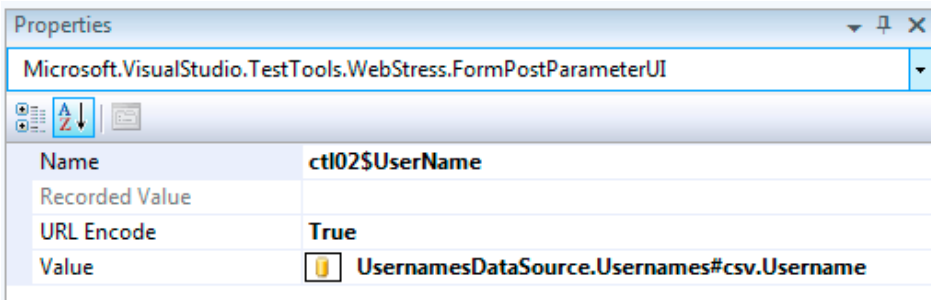 Properties
Microsoft.VisualStudio.TestTools.WebStress.FormPostParameterUI
Name ctl02$UserName
Recorded Value
URL Encode True
Value UsernamesDataSource.Usernames#csv.Username